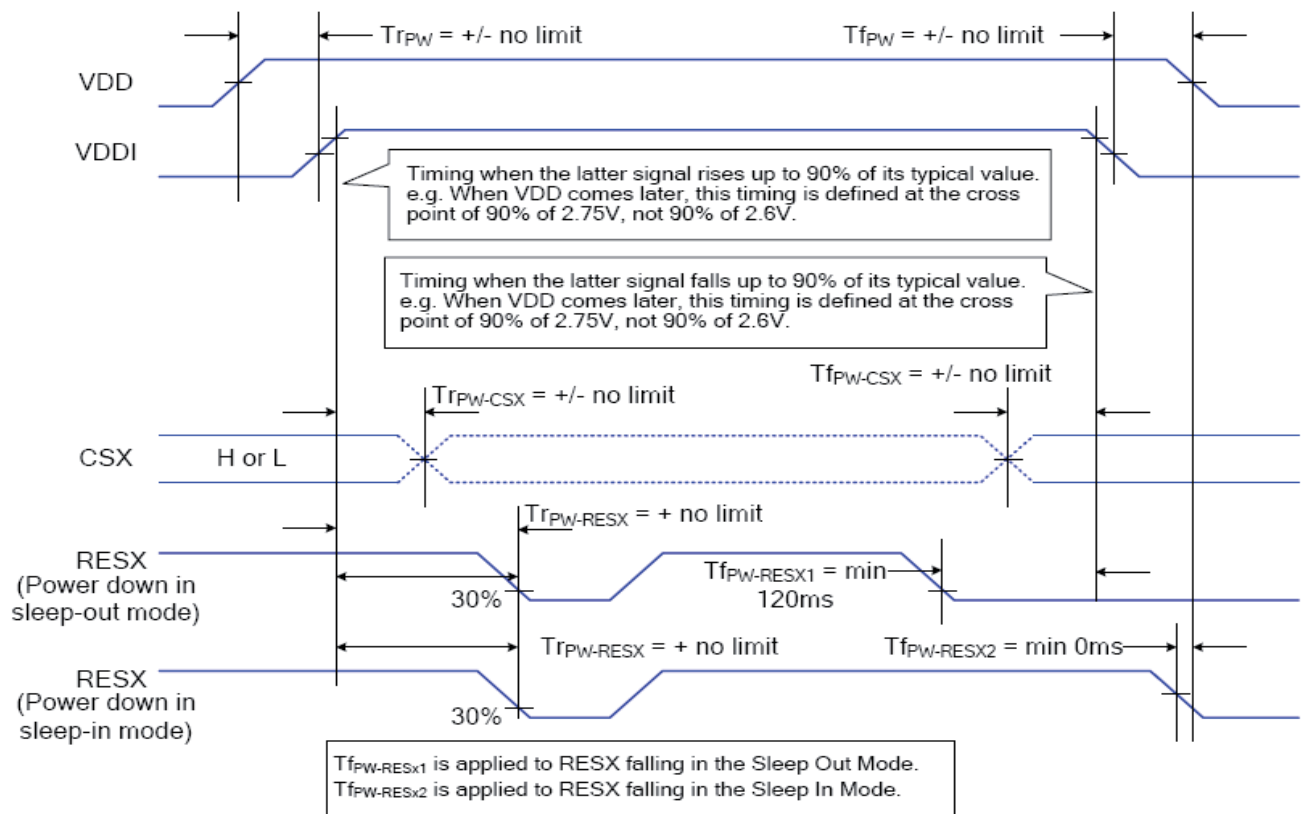 TrPW = +/- no limit
TfPW = +/- no limit
VDD
VDDI
Timing when the latter signal rises up to 90% of its typical value.
e.g. When VDD comes later, this timing is defined at the cross
point of 90% of 2.75V, not 90% of 2.6V.
Timing when the latter signal falls up to 90% of its typical value.
e.g. When VDD comes later, this timing is defined at the cross
point of 90% of 2.75V, not 90% of 2.6V.
TfPW-CSX = +/- no limit
TrPW-CSX = +/- no limit
CSX
H or L
TrPW-RESX = + no limit
RESX
(Power down in
sleep-out mode)
30%
TfPW-RESX1 = min
120ms
TrPW-RESX = + no limit
TfPW-RESX2 = min 0ms
RESX
(Power down in
sleep-in mode)
30%
TfPW-RESx1 is applied to RESX falling in the Sleep Out Mode.
TfPW-RESx2 is applied to RESX falling in the Sleep In Mode.